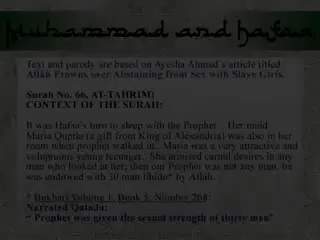 Muhammad and Hafsa
Text and parody are based on Ayesha Ahmed's article titled
Allah Frowns over Abstaining from Sex with Slave Girls.
Surah No. 66, AT-TAHRIM:
CONTEXT OF THE SURAH:
It was Hafsa's turn to sleep with the Prophet. Her maid
Maria Quptia (a gift from King of Alexandria) was also in her
room when prophet walked in. Maria was a very attractive and
voluptuous young teenager. She aroused carnal desires in any
man who looked at her; then our Prophet was not any man, he
was endowed with 30 man libido* by Allah.
* Bukhari Volume 1, Book 5, Number 268:
Narrated Qatada:
" Prophet was given the sexual strength of thirty men"